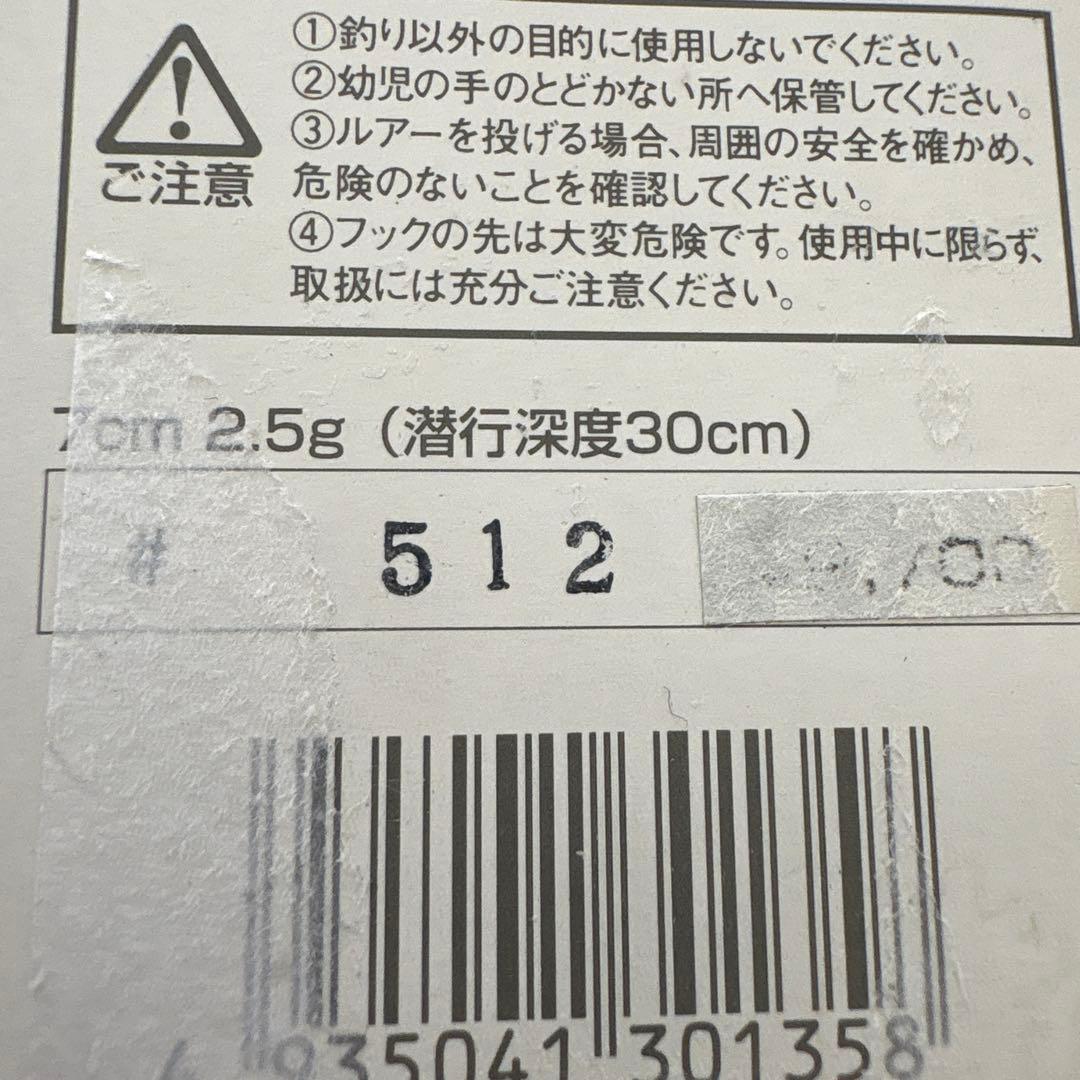 ①釣り以外の目的に使用しないでください。
②幼児の手のとどかない所へ保管してください。
③ルアーを投げる場合、周囲の安全を確かめ、
危険のないことを確認してください。
④フックの先は大変危険です。使用中に限らず、
取扱には充分ご注意ください。
ご注意
7cm 2.5g（潜行深度30cm）
# 512
4 935041 301358